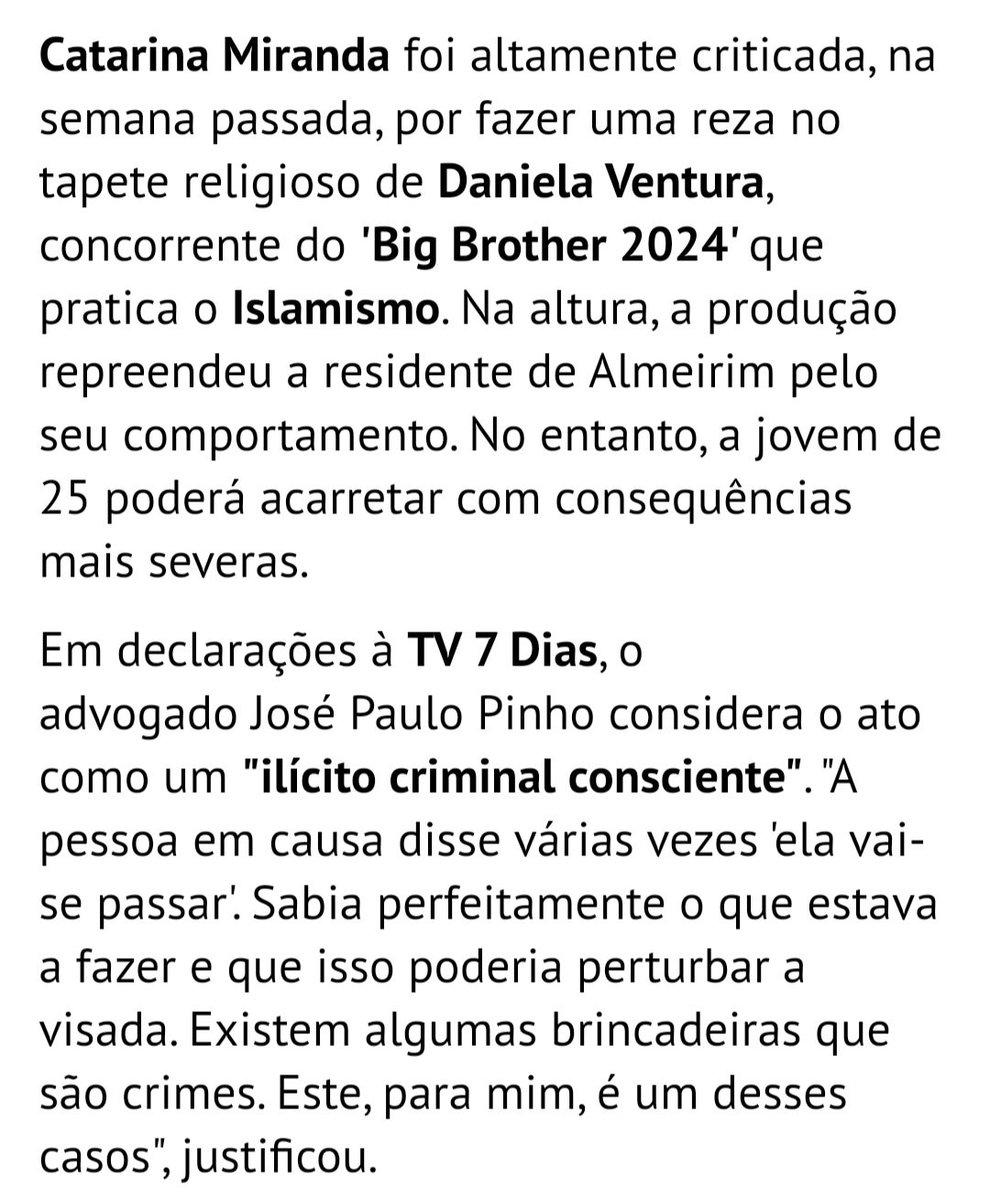 Catarina Miranda foi altamente criticada, na
semana passada, por fazer uma reza no
tapete religioso de Daniela Ventura,
concorrente do 'Big Brother 2024' que
pratica o Islamismo. Na altura, a produção
repreendeu a residente de Almeirim pelo
seu comportamento. No entanto, a jovem de
25 poderá acarretar com consequências
mais severas.
Em declarações à TV 7 Dias, o
advogado José Paulo Pinho considera o ato
como um "ilícito criminal consciente". "A
pessoa em causa disse várias vezes 'ela vai-
se passar'. Sabia perfeitamente o que estava
a fazer e que isso poderia perturbar a
visada. Existem algumas brincadeiras que
são crimes. Este, para mim, é um desses
casos", justificou.